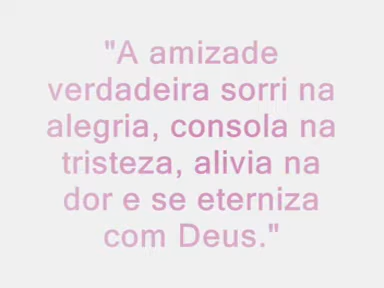 "A amizade
verdadeira sorri na
alegria, consola na
tristeza, alivia na
dor e se eterniza
com Deus."